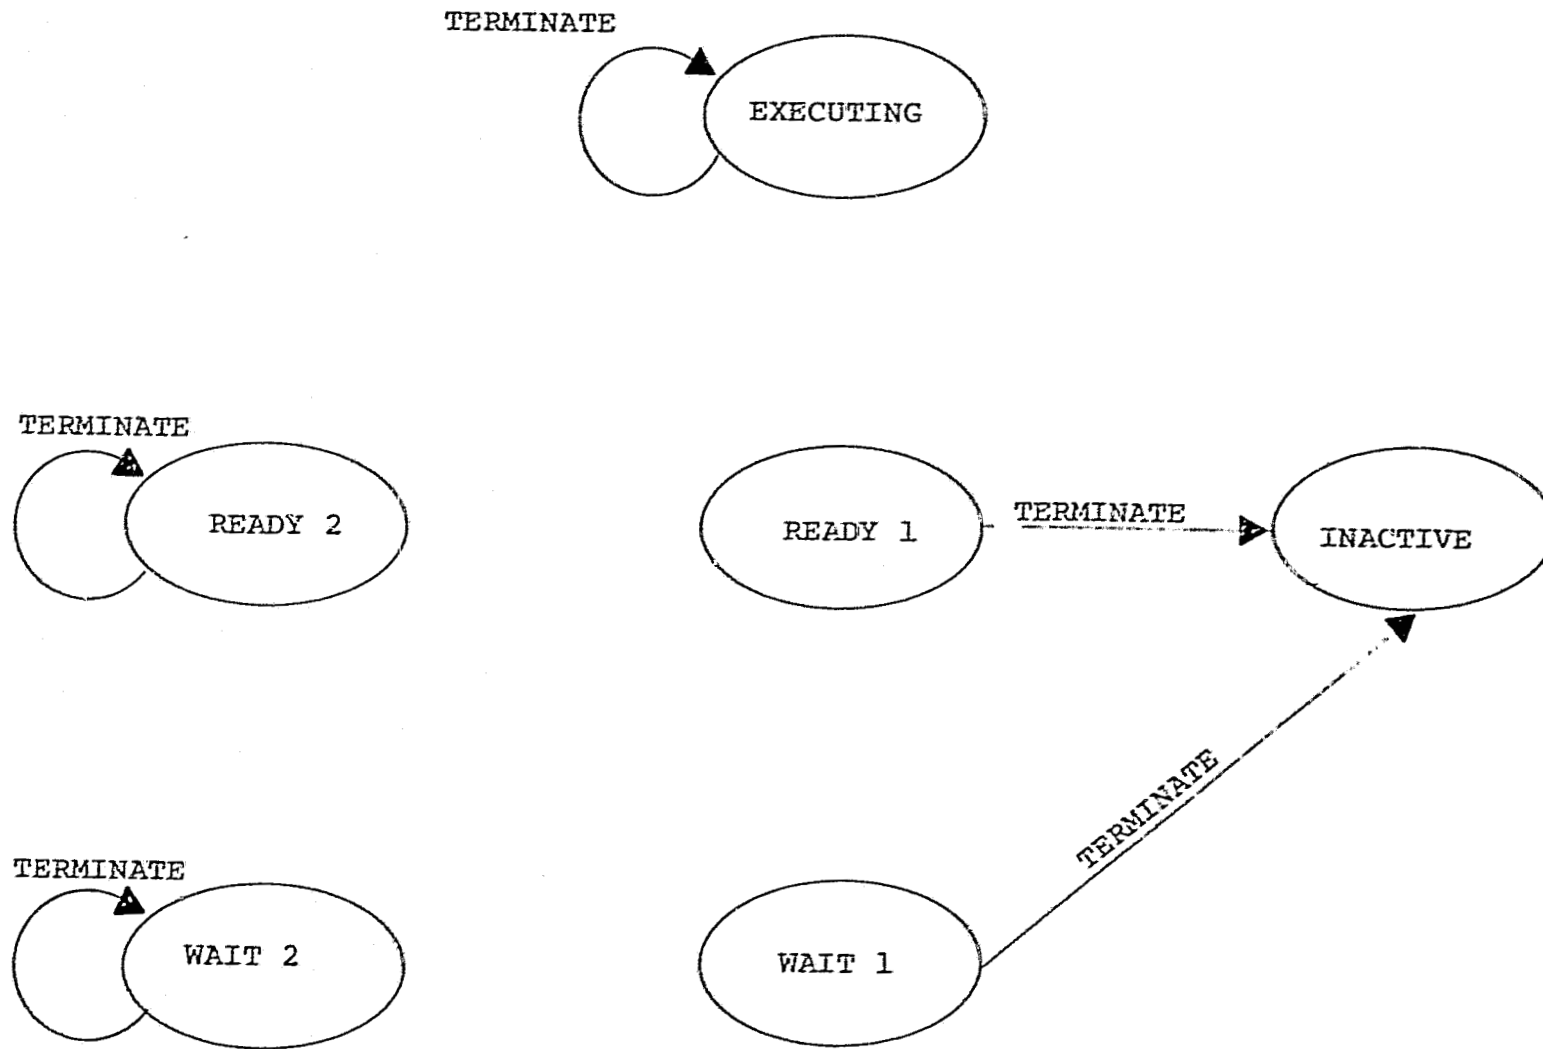 TERMINATE
EXECUTING
TERMINATE
READY 2
READY 1
TERMINATE
INACTIVE
TERMINATE
TERMINATE
WAIT 2
WAIT 1